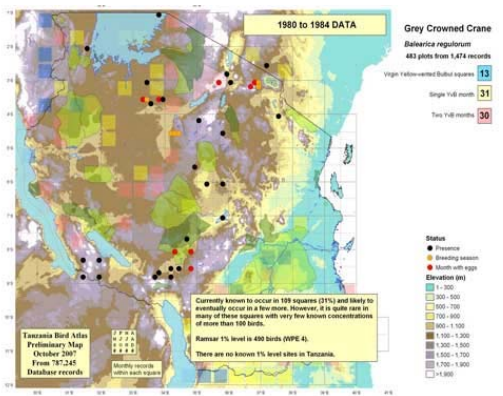 1980 to 1984 DATA
Grey Crowned Crane
Balearica regulorum
483 plots from 1,474 records
Virgin Yellow-vented Bulbul squares
13
Single YvB month
31
Two YvB months
30
Status
Presence
Breeding season
Month with eggs
Elevation (m)
1 - 300
300 - 500
500 - 700
700 - 900
900 - 1,100
1,100 - 1,300
1,300 - 1,500
1,500 - 1,700
1,700 - 1,900
>1,900
Currently known to occur in 109 squares (31%) and likely to
eventually occur in a few more. However, it is quite rare in
many of these squares with very few known concentrations
of more than 100 birds.
Ramsar 1% level is 490 birds (WPE 4).
There are no known 1% level sites in Tanzania.
Tanzania Bird Atlas
Preliminary Map
October 2007
From 787,245
Database records
Monthly records
within each square